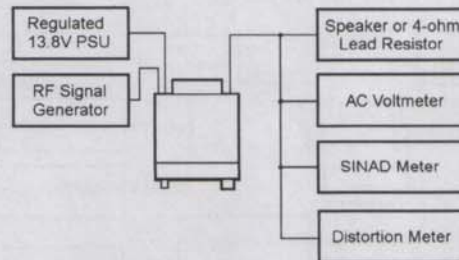 Regulated
13.8V PSU
RF Signal
Generator
Speaker or 4-ohm
Lead Resistor
AC Voltmeter
SINAD Meter
Distortion Meter